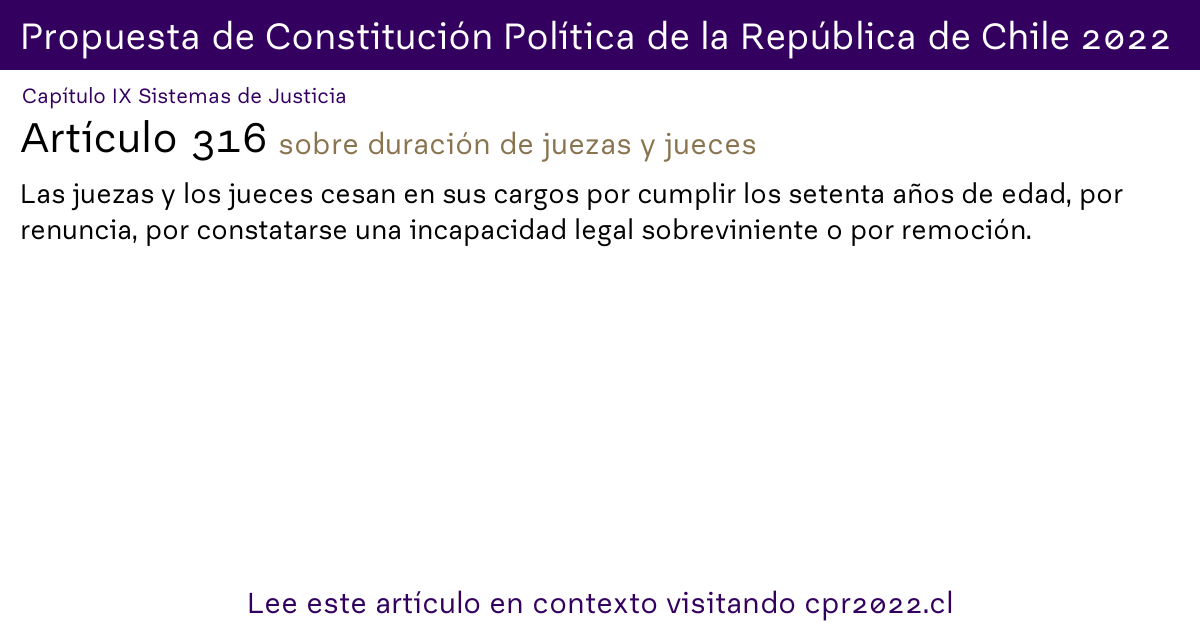 Propuesta de Constitución Política de la República de Chile 2022
Capítulo IX Sistemas de Justicia
Artículo 316 sobre duración de juezas y jueces
Las juezas y los jueces cesan en sus cargos por cumplir los setenta años de edad, por
renuncia, por constatarse una incapacidad legal sobreviniente o por remoción.
Lee este artículo en contexto visitando cpr2022.cl